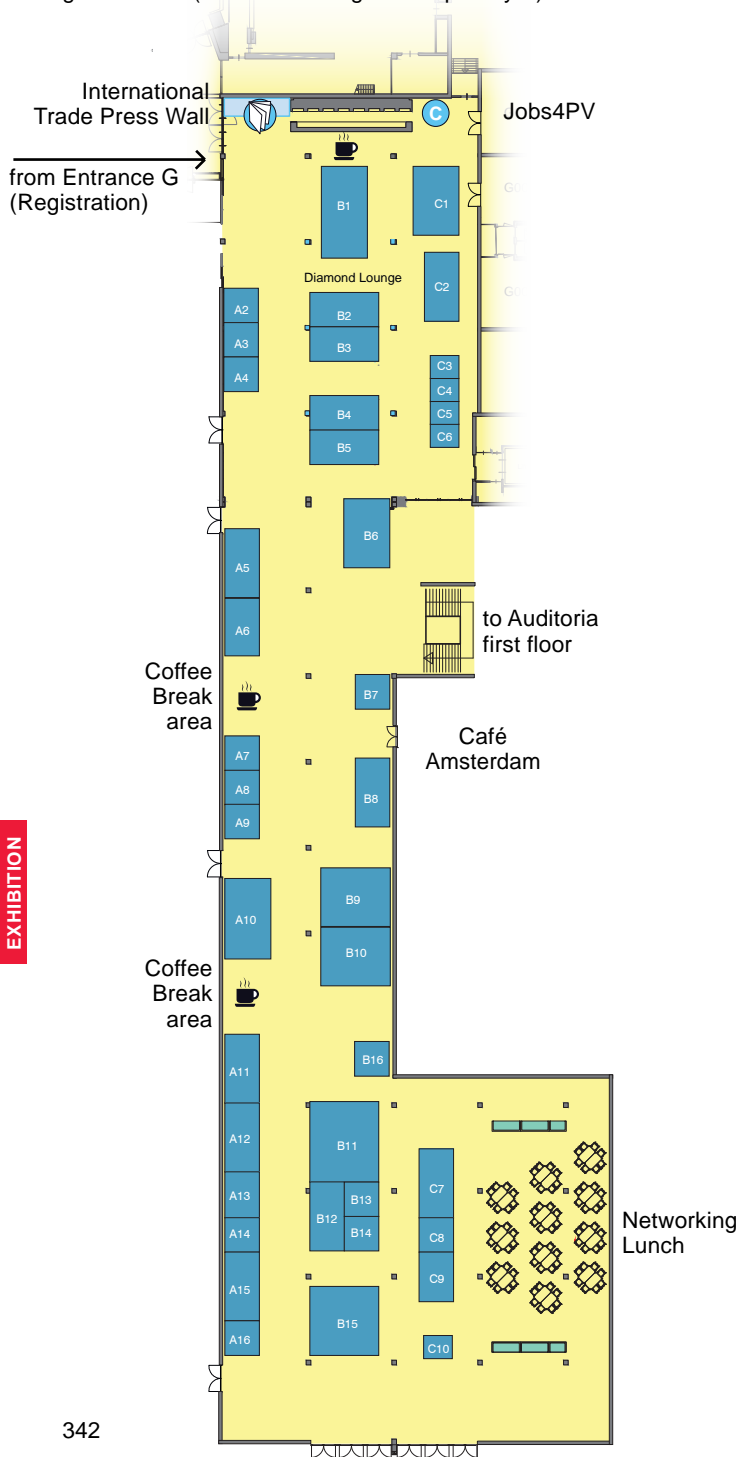 International
Trade Press Wall
C
Jobs4PV
from Entrance G
(Registration)
B1
C1
Diamond Lounge
C2
A2
B2
A3
B3
A4
C3
C4
B4
C5
B5
C6
B6
A5
A6
to Auditoria
first floor
Coffee
Break
area
B7
Café
Amsterdam
A7
A8
B8
A9
EXHIBITION
B9
A10
B10
Coffee
Break
area
B16
A11
A12
B11
C7
A13
B13
B12
A14
B14
C8
Networking
Lunch
A15
C9
B15
A16
C10
342